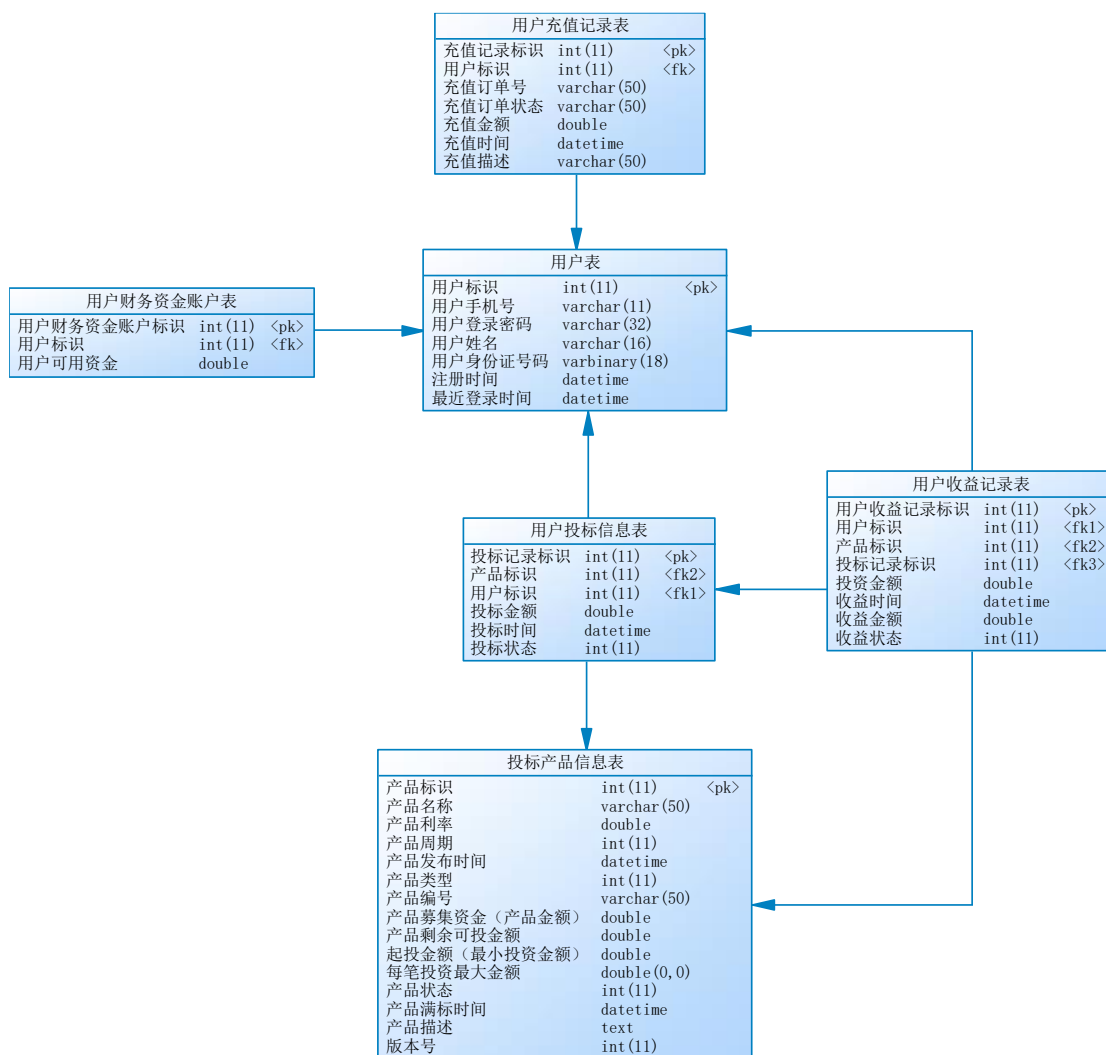 用户充值记录表
充值记录标识 int(11) <pk>
用户标识 int(11) <fk>
充值订单号 varchar(50)
充值订单状态 varchar(50)
充值金额 double
充值时间 datetime
充值描述 varchar(50)
用户表
用户标识 int(11) <pk>
用户手机号 varchar(11)
用户登录密码 varchar(32)
用户姓名 varchar(16)
用户身份证号码 varbinary(18)
注册时间 datetime
最近登录时间 datetime
用户财务资金账户表
用户财务资金账户标识 int(11) <pk>
用户标识 int(11) <fk>
用户可用资金 double
用户收益记录表
用户收益记录标识 int(11) <pk>
用户标识 int(11) <fk1>
产品标识 int(11) <fk2>
投标记录标识 int(11) <fk3>
投资金额 double
收益时间 datetime
收益金额 double
收益状态 int(11)
用户投标信息表
投标记录标识 int(11) <pk>
产品标识 int(11) <fk2>
用户标识 int(11) <fk1>
投标金额 double
投标时间 datetime
投标状态 int(11)
投标产品信息表
产品标识 int(11) <pk>
产品名称 varchar(50)
产品利率 double
产品周期 int(11)
产品发布时间 datetime
产品类型 int(11)
产品编号 varchar(50)
产品募集资金（产品金额） double
产品剩余可投金额 double
起投金额（最小投资金额） double
每笔投资最大金额 double(0,0)
产品状态 int(11)
产品满标时间 datetime
产品描述 text
版本号 int(11)